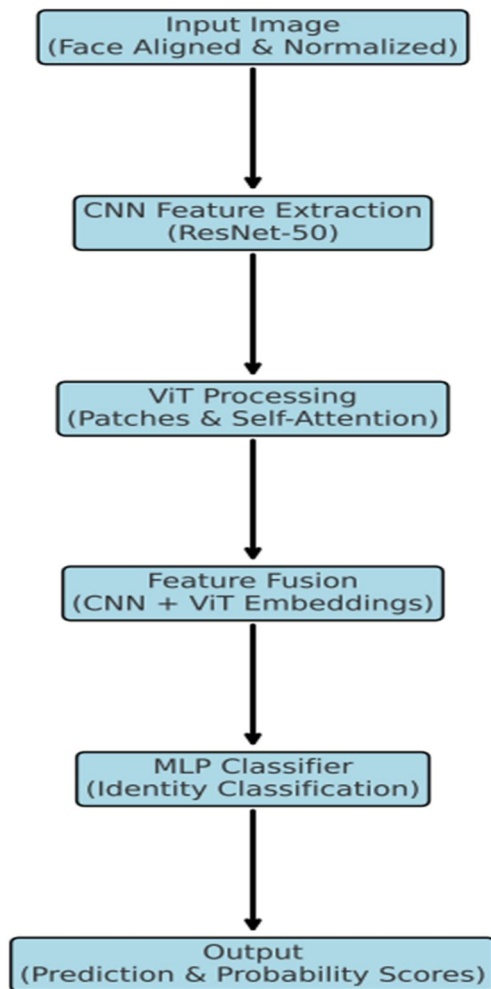 Input Image
(Face Aligned & Normalized)
CNN Feature Extraction
(ResNet-50)
ViT Processing
(Patches & Self-Attention)
Feature Fusion
(CNN + ViT Embeddings)
MLP Classifier
(Identity Classification)
Output
(Prediction & Probability Scores)